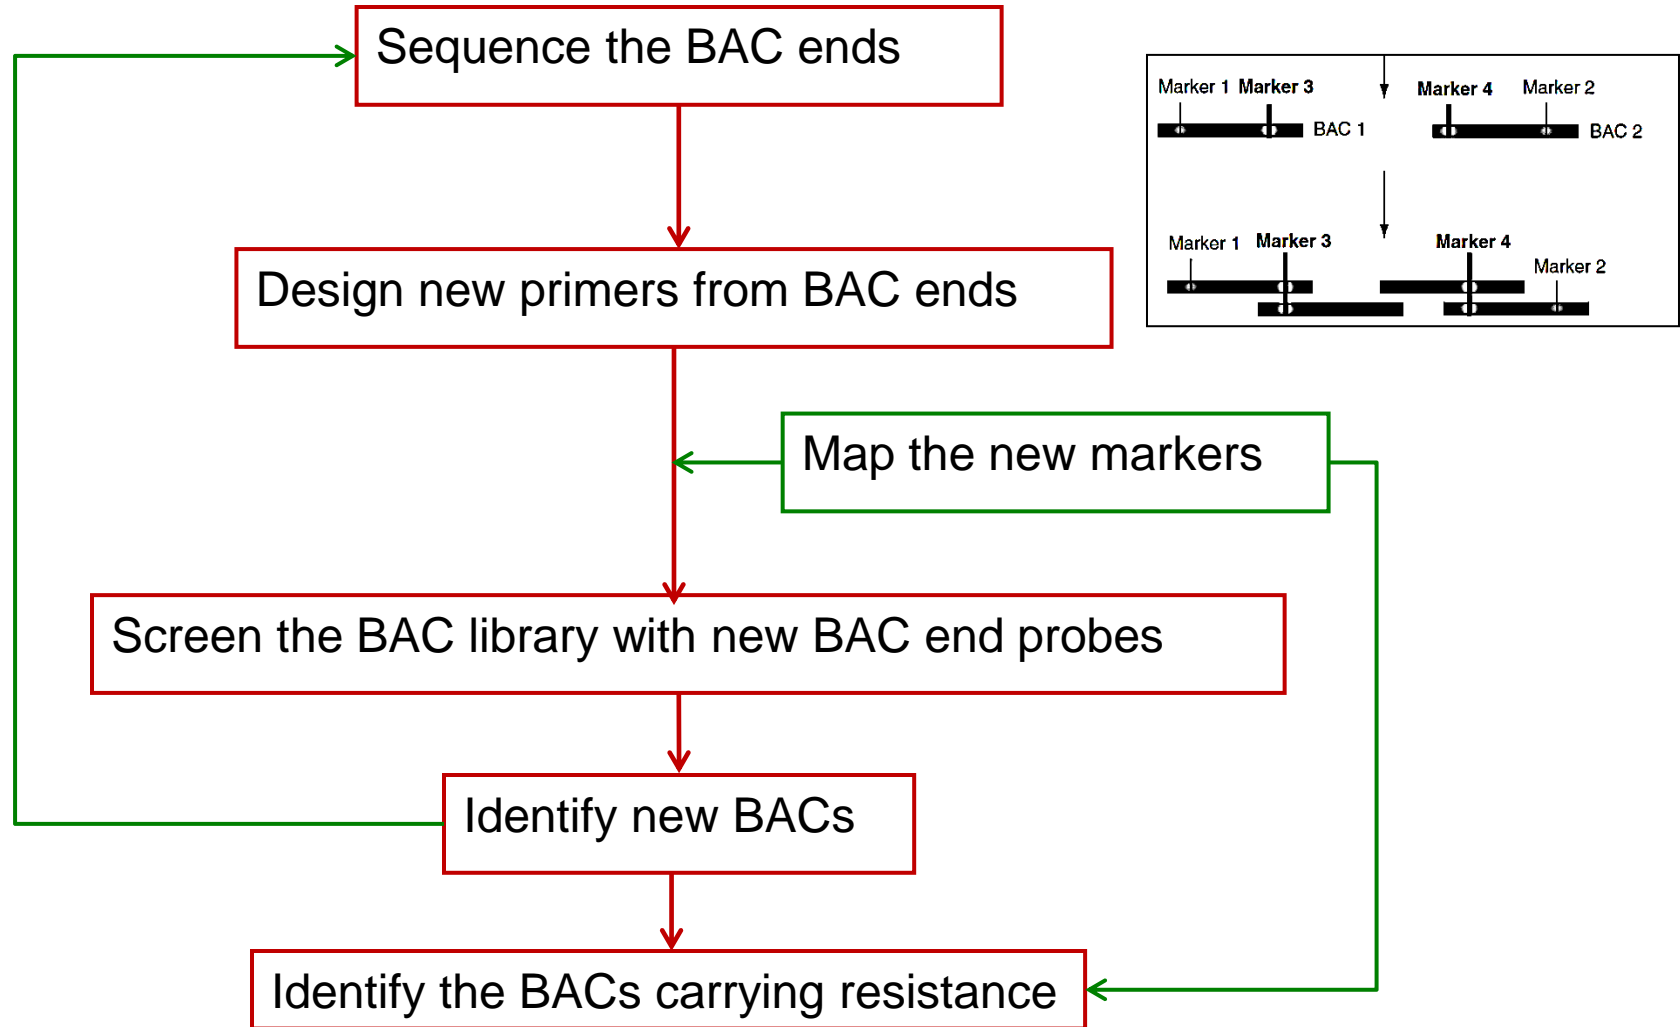 Sequence the BAC ends
Marker 1 Marker 3 Marker 4 Marker 2
BAC 1 BAC 2
Marker 1 Marker 3 Marker 4
Marker 2
Design new primers from BAC ends
Map the new markers
Screen the BAC library with new BAC end probes
Identify new BACs
Identify the BACs carrying resistance